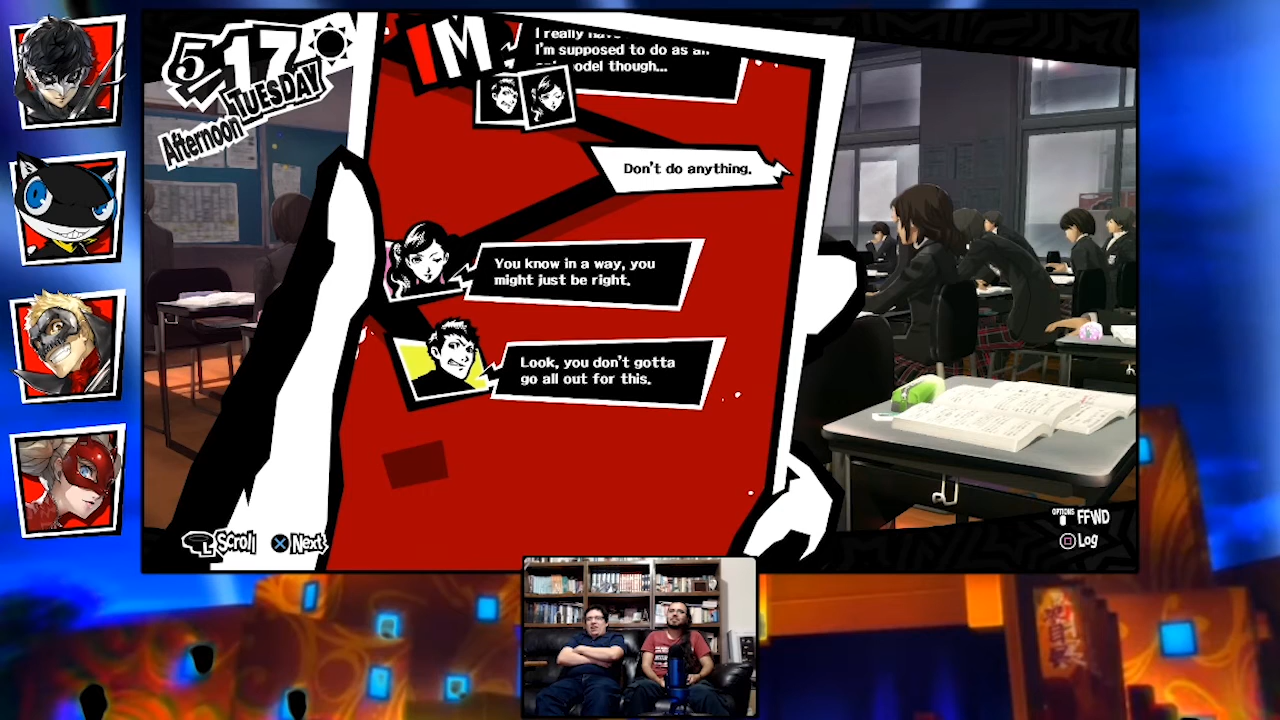 5/17
TUESDAY
Afternoon
IM
I really have
I'm supposed to do as an
model though...
Don't do anything.
You know in a way, you
might just be right.
Look, you don't gotta
go all out for this.
L Scroll
Next
OPTIONS FFWD
Log